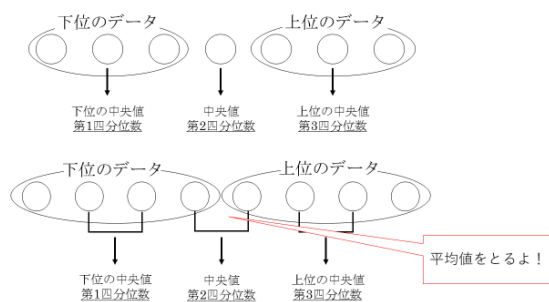 下位のデータ
上位のデータ
下位の中央値
第1四分位数
中央値
第2四分位数
上位の中央値
第3四分位数
下位のデータ
上位のデータ
平均値をとるよ！
下位の中央値
第1四分位数
中央値
第2四分位数
上位の中央値
第3四分位数